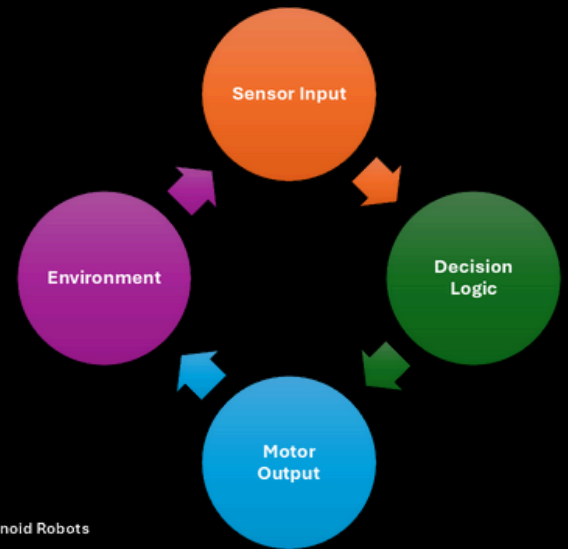 Sensor Input
Decision
Logic
Environment
Motor
Output
noid Robots